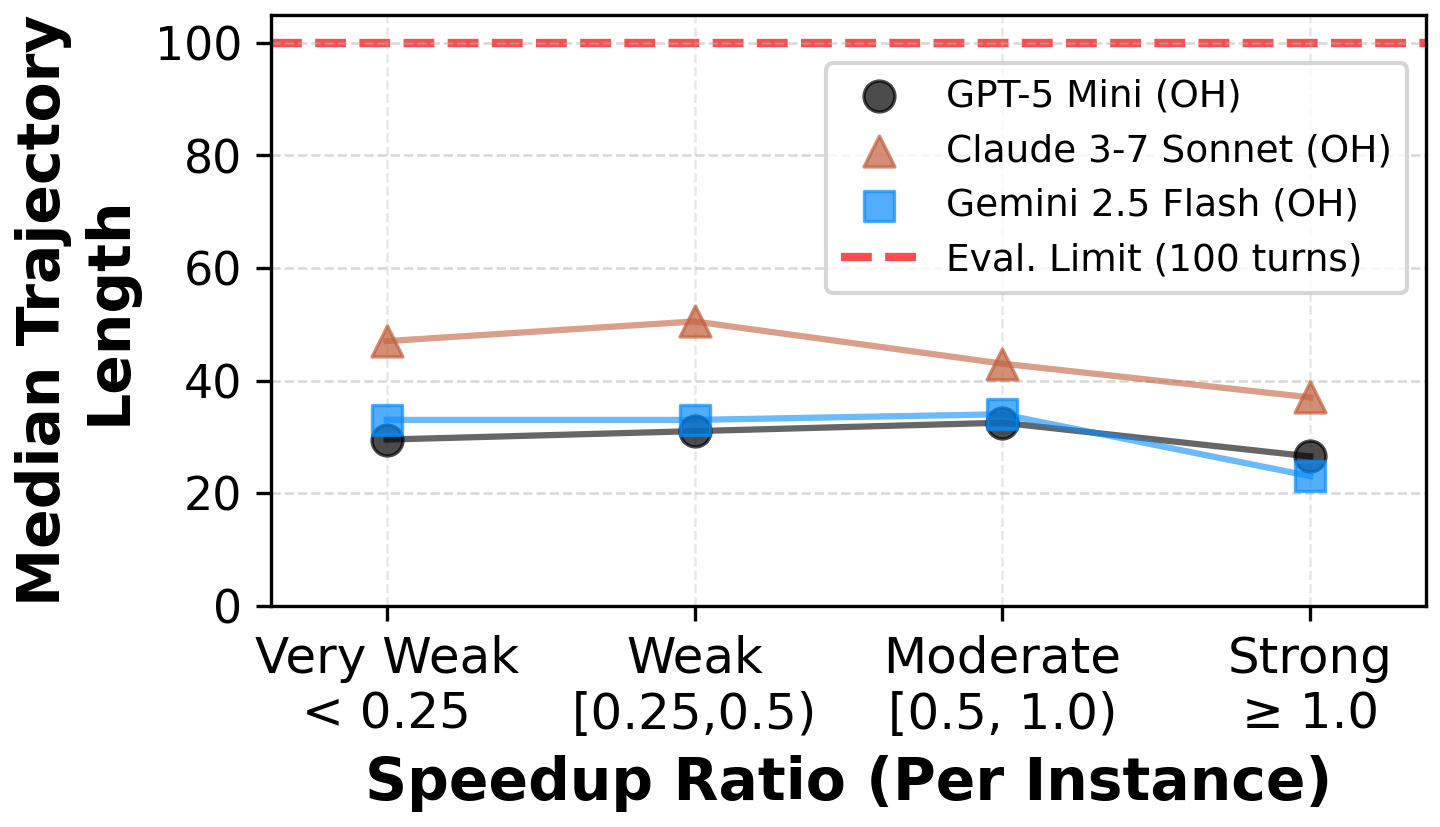 Median Trajectory
Length
100
80
60
40
20
0
GPT-5 Mini (OH)
Claude 3-7 Sonnet (OH)
Gemini 2.5 Flash (OH)
Eval. Limit (100 turns)
Very Weak
< 0.25
Weak
[0.25,0.5)
Moderate
[0.5, 1.0)
Strong
≥ 1.0
Speedup Ratio (Per Instance)